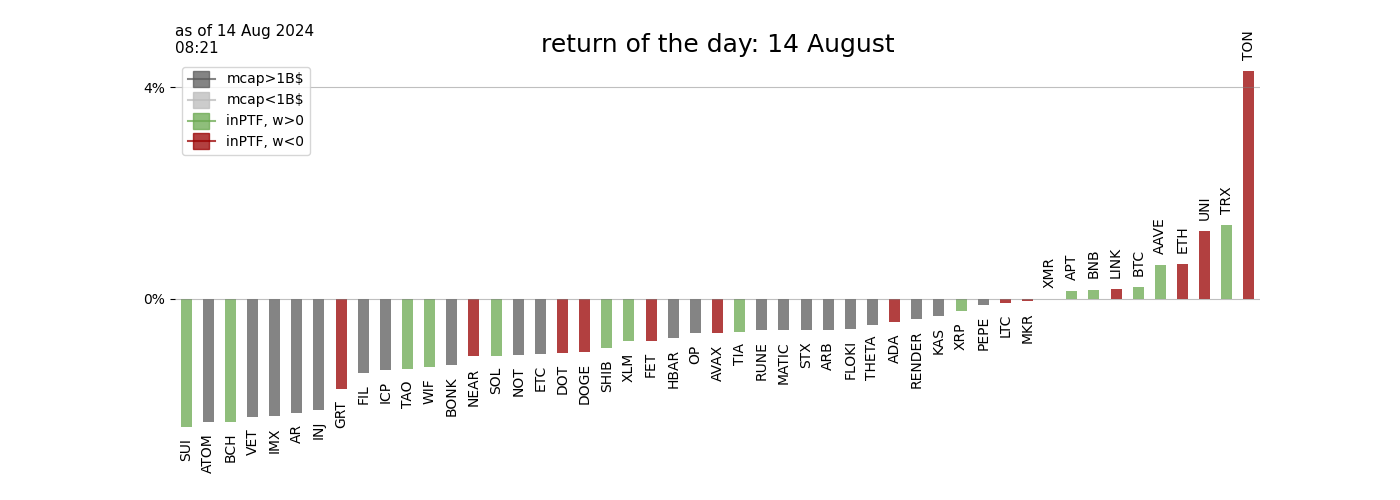 as of 14 Aug 2024
08:21
return of the day: 14 August
mcap>1B$
mcap<1B$
inPTF, w>0
inPTF, w<0
4%
0%
SUI
ATOM
BCH
VET
IMX
AR
INJ
GRT
FIL
ICP
TAO
WIF
BONK
NEAR
SOL
NOT
ETC
DOT
DOGE
SHIB
XLM
FET
HBAR
OP
AVAX
TIA
RUNE
MATIC
STX
ARB
FLOKI
THETA
ADA
RENDER
KAS
XRP
PEPE
LTC
MKR
XMR
APT
BNB
LINK
BTC
AAVE
ETH
UNI
TRX
TON